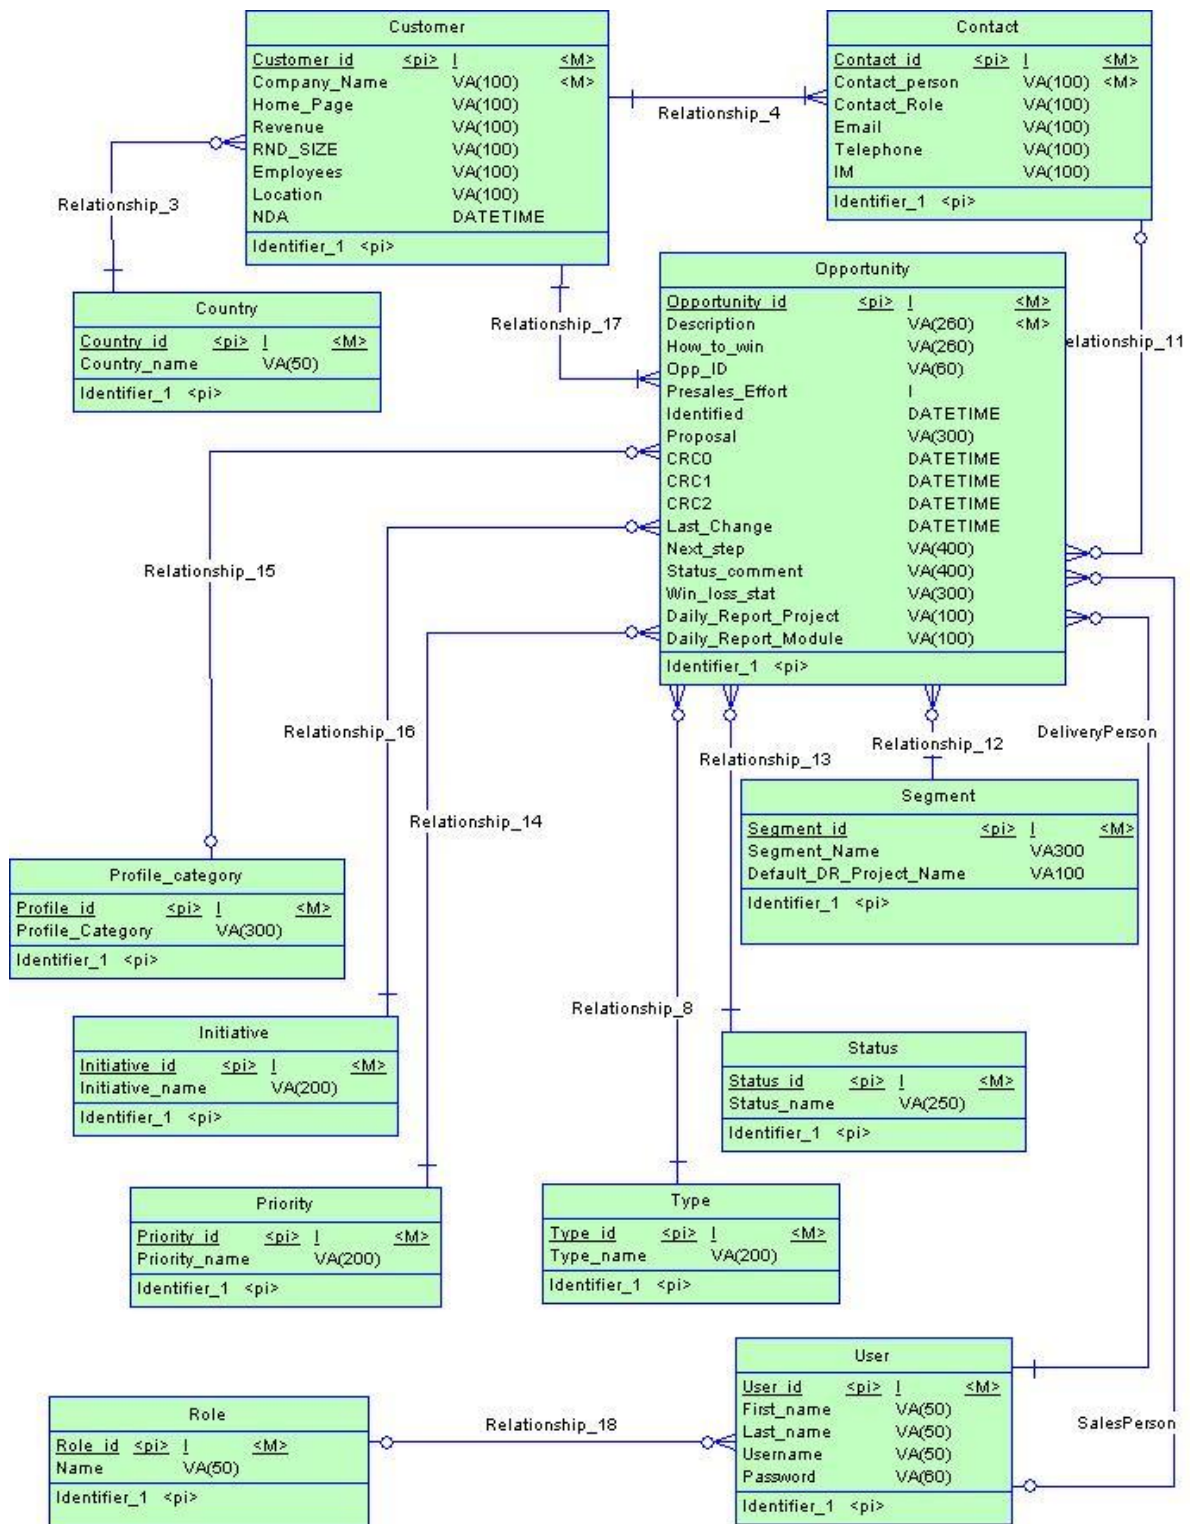 Customer
Customer_id <pi> I <M>
Company_Name VA(100) <M>
Home_Page VA(100)
Revenue VA(100)
RND_SIZE VA(100)
Employees VA(100)
Location VA(100)
NDA DATETIME
Identifier_1 <pi>
Contact
Contact_id <pi> I <M>
Contact_person VA(100) <M>
Contact_Role VA(100)
Email VA(100)
Telephone VA(100)
IM VA(100)
Identifier_1 <pi>
Relationship_4
Relationship_3
Country
Country_id <pi> I <M>
Country_name VA(50)
Identifier_1 <pi>
Relationship_17
Opportunity
Opportunity_id <pi> I <M>
Description VA(260) <M>
How_to_win VA(260)
Opp_ID VA(60)
Presales_Effort I
Identified DATETIME
Proposal VA(300)
CRC0 DATETIME
CRC1 DATETIME
CRC2 DATETIME
Last_Change DATETIME
Next_step VA(400)
Status_comment VA(400)
Win_loss_stat VA(300)
Daily_Report_Project VA(100)
Daily_Report_Module VA(100)
Identifier_1 <pi>
elationship_11
Relationship_15
Relationship_16
Relationship_14
Relationship_13
Relationship_12
DeliveryPerson
Segment
Segment_id <pi> I <M>
Segment_Name VA300
Default_DR_Project_Name VA100
Identifier_1 <pi>
Profile_category
Profile_id <pi> I <M>
Profile_Category VA(300)
Identifier_1 <pi>
Relationship_8
Initiative
Initiative_id <pi> I <M>
Initiative_name VA(200)
Identifier_1 <pi>
Status
Status_id <pi> I <M>
Status_name VA(250)
Identifier_1 <pi>
Priority
Priority_id <pi> I <M>
Priority_name VA(200)
Identifier_1 <pi>
Type
Type_id <pi> I <M>
Type_name VA(200)
Identifier_1 <pi>
User
User_id <pi> I <M>
First_name VA(50)
Last_name VA(50)
Username VA(50)
Password VA(60)
Identifier_1 <pi>
SalesPerson
Relationship_18
Role
Role_id <pi> I <M>
Name VA(50)
Identifier_1 <pi>